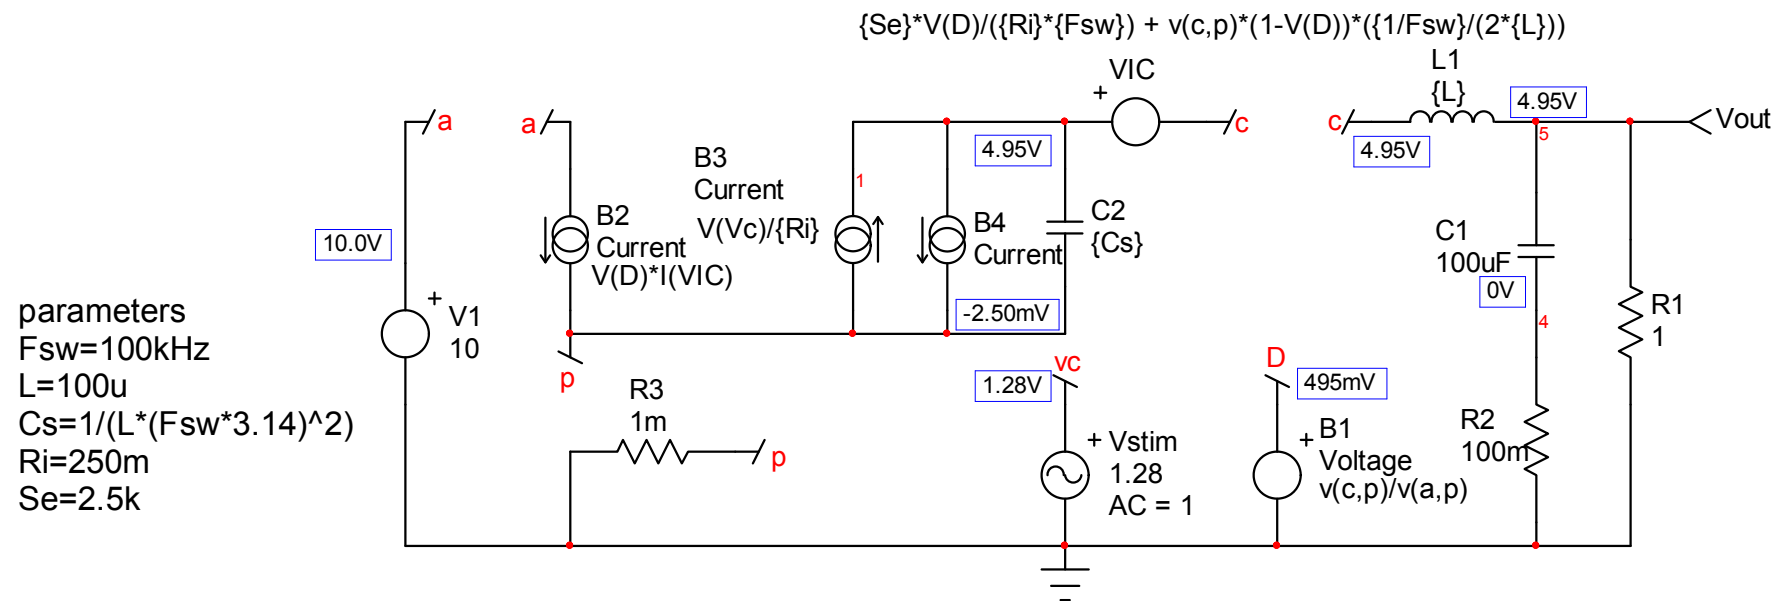 {Se}*V(D)/({Ri}*{Fsw}) + v(c,p)*(1-V(D))*({1/Fsw}/(2*{L}))
VIC
+
L1
{L}
4.95V
a
a
c
c
5
Vout
4.95V
4.95V
B3
Current
V(Vc)/{Ri}
1
B2
Current
V(D)*I(VIC)
B4
Current
C2
{Cs}
10.0V
C1
100uF
0V
4
+
V1
10
-2.50mV
R1
1
parameters
Fsw=100kHz
L=100u
Cs=1/(L*(Fsw*3.14)^2)
Ri=250m
Se=2.5k
p
R3
1m
p
vc
1.28V
D
495mV
+
Vstim
1.28
AC = 1
+
B1
Voltage
v(c,p)/v(a,p)
R2
100m